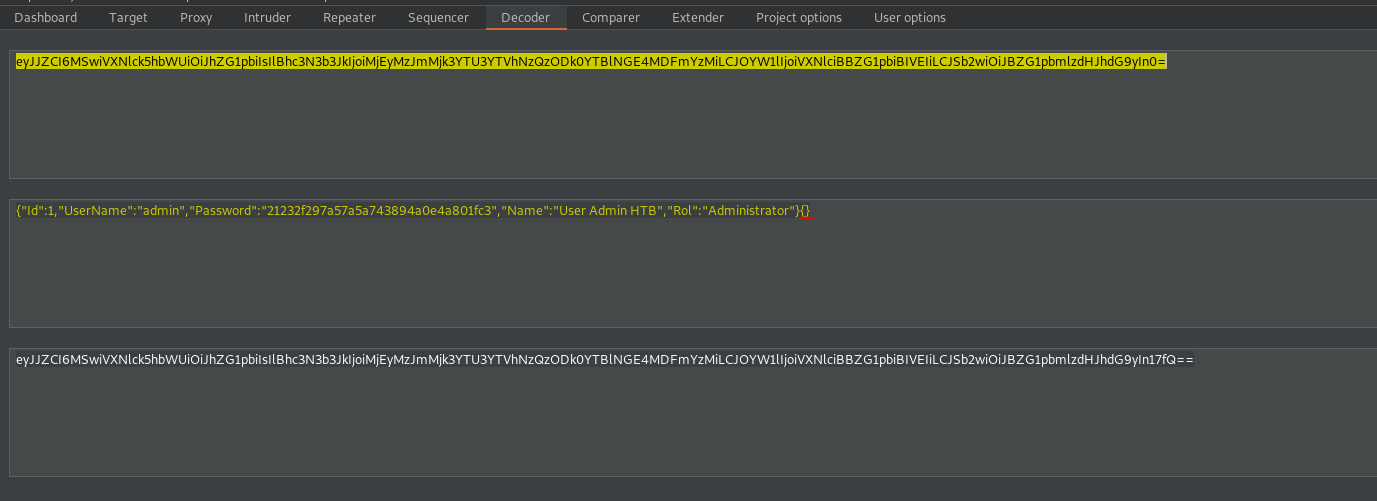 Dashboard Target Proxy Intruder Repeater Sequencer Decoder Comparer Extender Project options User options
eyJJZCI6MSwiVXNlck5hbWUiOiJhZG1pbiIsIlBhc3N3b3JkIjoiMjEyMzJmMjk3YTU3YTVhNzQzODk0YTBlNGE4MDFmYzMiLCJOYW1lIjoiVXNlciBBZG1pbiBIVEIiLCJSb2wiOiJBZG1pbmlzdHJhdG9yIn0=
{"Id":1,"UserName":"admin","Password":"21232f297a57a5a743894a0e4a801fc3","Name":"User Admin HTB","Rol":"Administrator"}{}
eyJJZCI6MSwiVXNlck5hbWUiOiJhZG1pbiIsIlBhc3N3b3JkIjoiMjEyMzJmMjk3YTU3YTVhNzQzODk0YTBlNGE4MDFmYzMiLCJOYW1lIjoiVXNlciBBZG1pbiBIVEIiLCJSb2wiOiJBZG1pbmlzdHJhdG9yIn17fQ==